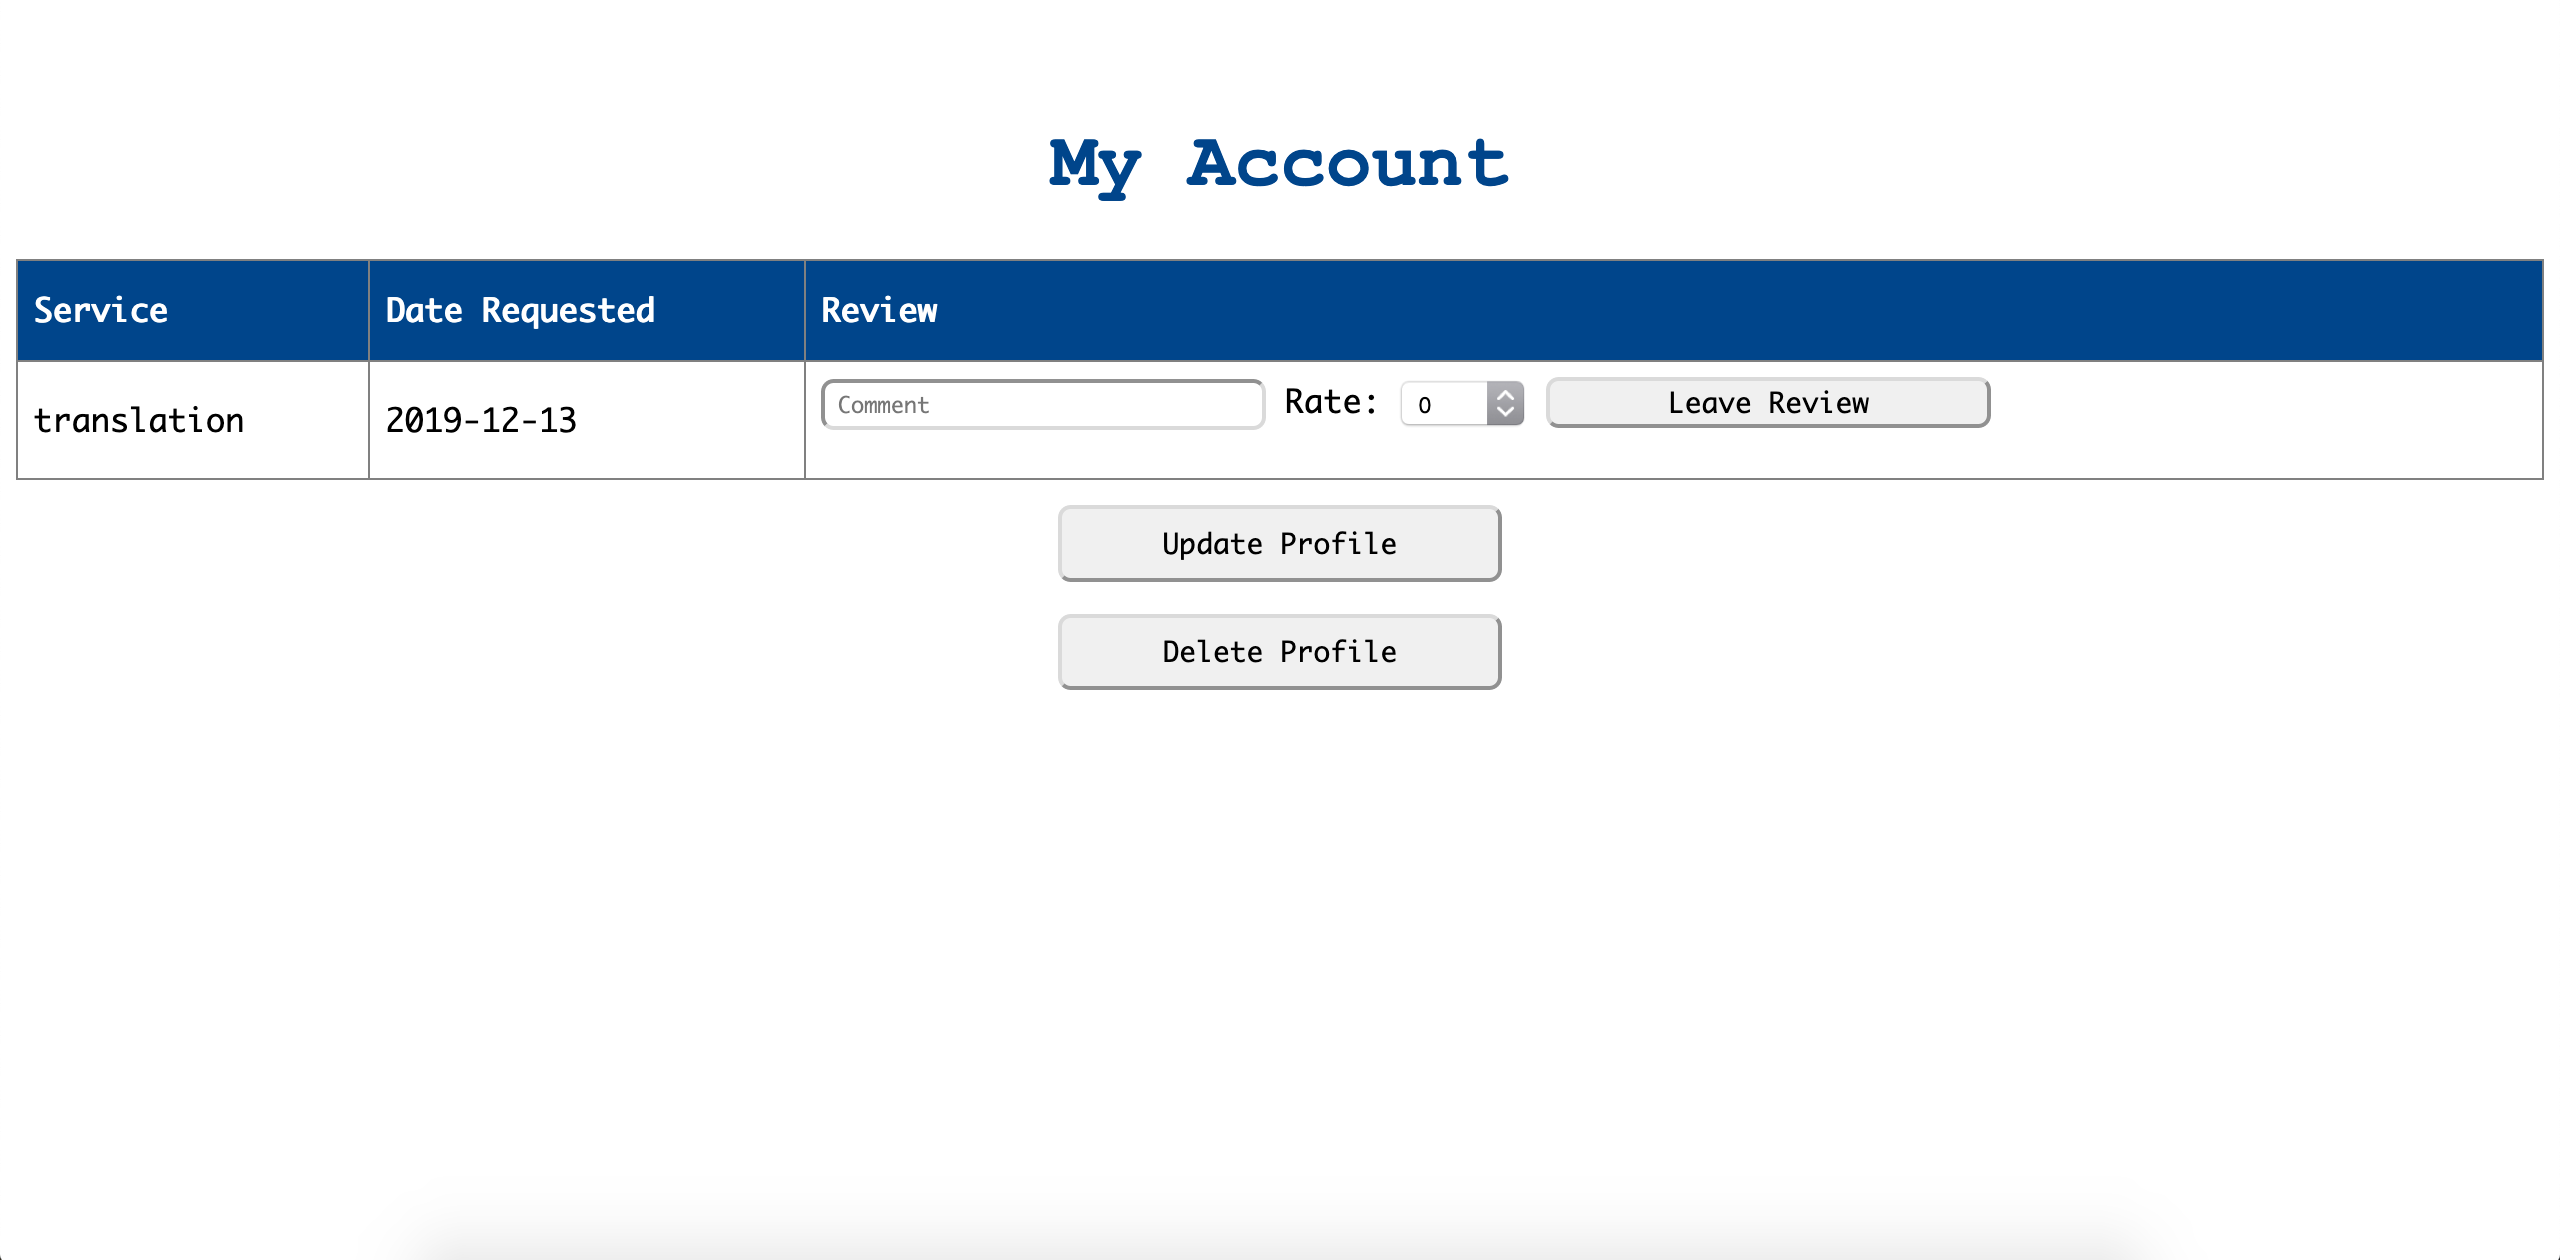 My Account
Service Date Requested Review
translation 2019-12-13 Comment Rate: 0 Leave Review
Update Profile
Delete Profile